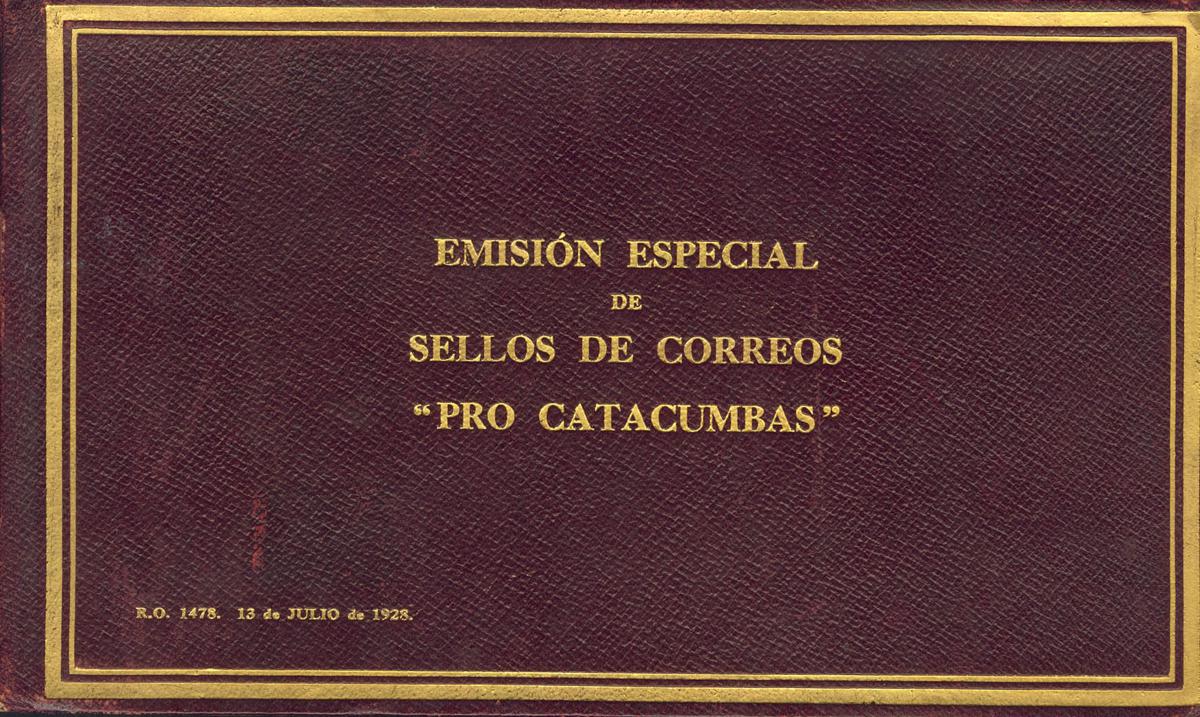 EMISIÓN ESPECIAL
DE
SELLOS DE CORREOS
“PRO CATACUMBAS”
R.O. 1478. 13 de JULIO de 1928.